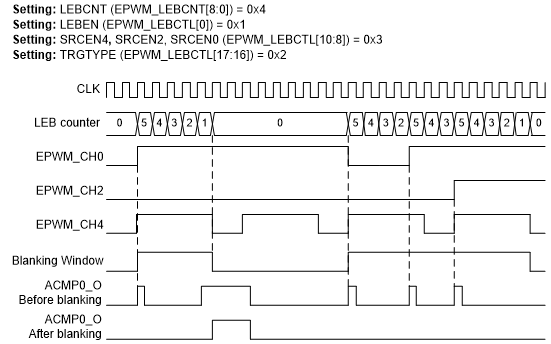 Setting: LEBCNT (EPWM_LEBCNT[8:0]) = 0x4
Setting: LEBEN (EPWM_LEBCTL[0]) = 0x1
Setting: SRCEN4, SRCEN2, SRCEN0 (EPWM_LEBCTL[10:8]) = 0x3
Setting: TRGTYPE (EPWM_LEBCTL[17:16]) = 0x2
CLK
LEB counter 0 5 4 3 2 1 0 5 4 3 2 5 4 3 5 4 3 2 1 0
EPWM_CH0
EPWM_CH2
EPWM_CH4
Blanking Window
ACMP0_O
Before blanking
ACMP0_O
After blanking